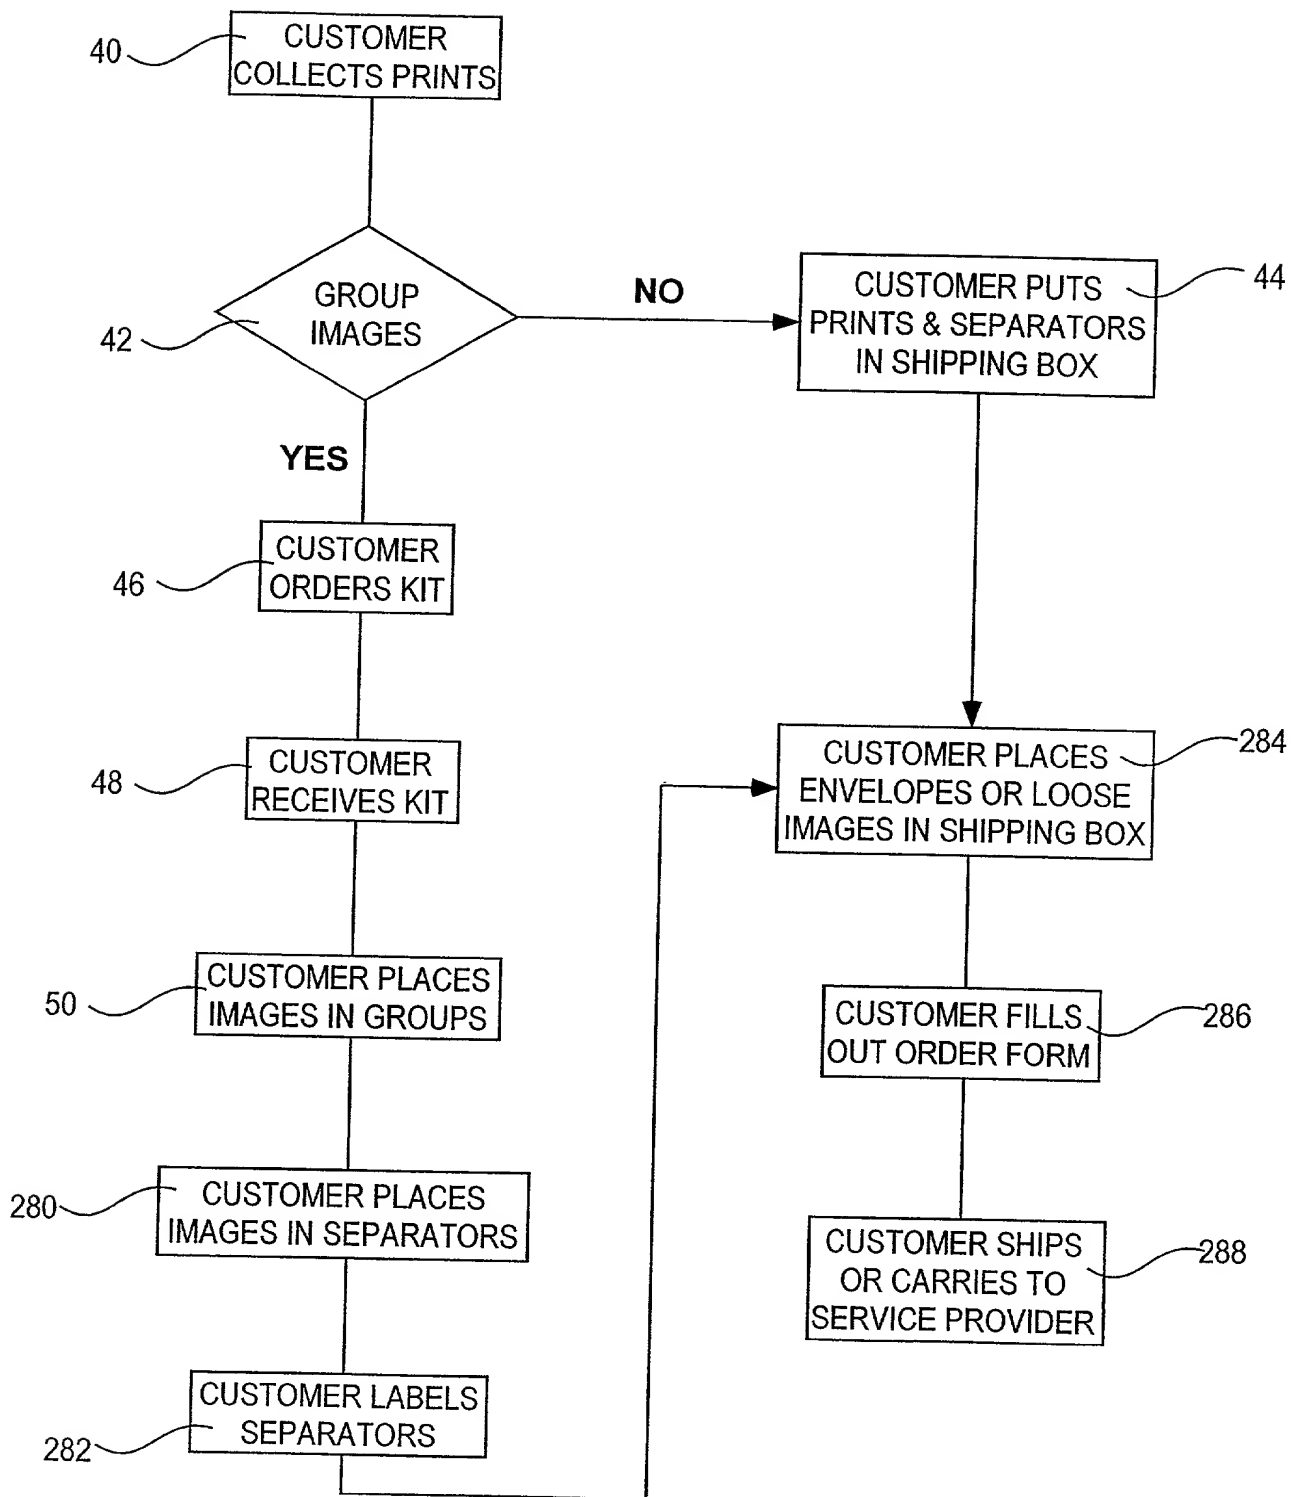 40
CUSTOMER
COLLECTS PRINTS
42
GROUP
IMAGES
NO
44
CUSTOMER PUTS
PRINTS & SEPARATORS
IN SHIPPING BOX
YES
46
CUSTOMER
ORDERS KIT
48
CUSTOMER
RECEIVES KIT
50
CUSTOMER PLACES
IMAGES IN GROUPS
280
CUSTOMER PLACES
IMAGES IN SEPARATORS
282
CUSTOMER LABELS
SEPARATORS
284
CUSTOMER PLACES
ENVELOPES OR LOOSE
IMAGES IN SHIPPING BOX
286
CUSTOMER FILLS
OUT ORDER FORM
288
CUSTOMER SHIPS
OR CARRIES TO
SERVICE PROVIDER